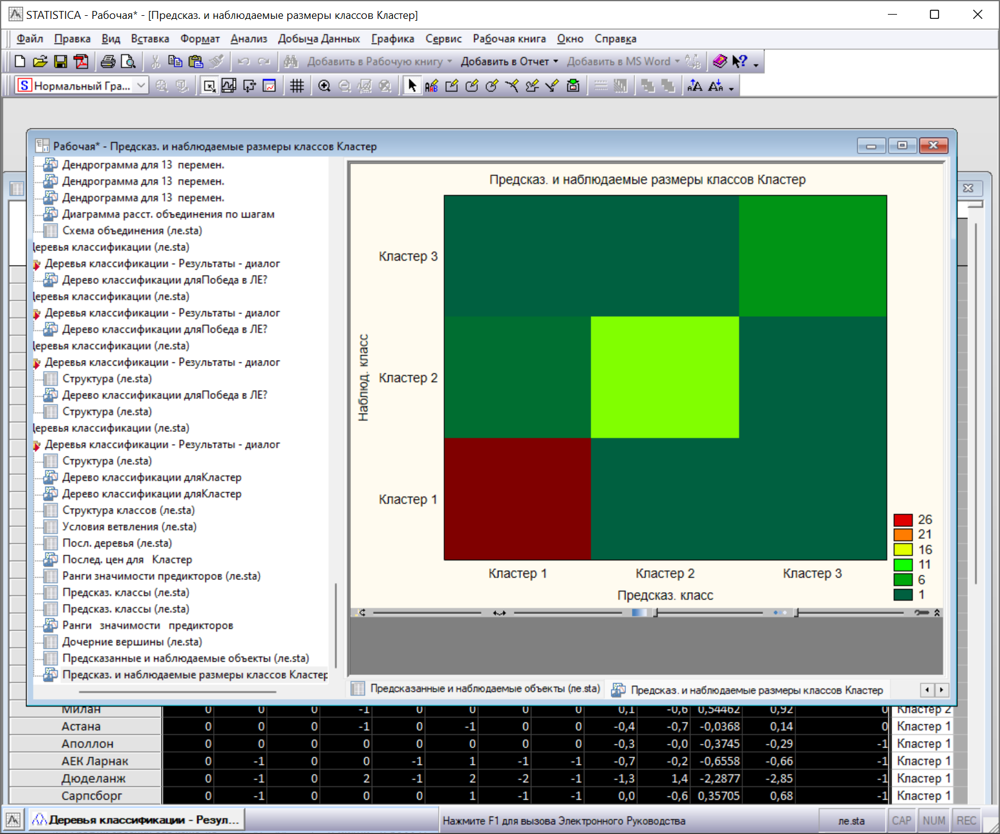 STATISTICA - Рабочая* - [Предсказ. и наблюдаемые размеры классов Кластер]
Файл Правка Вид Вставка Формат Анализ Добыча Данных Графика Сервис Рабочая книга Окно Справка
Добавить в Рабочую книгу Добавить в Отчет Добавить в MS Word
Нормальный Гра...
Рабочая* - Предсказ. и наблюдаемые размеры классов Кластер
Дендрограмма для 13 перемен.
Дендрограмма для 13 перемен.
Дендрограмма для 13 перемен.
Диаграмма расст. объединения по шагам
Схема объединения (ле.sta)
Деревья классификации (ле.sta)
Деревья классификации - Результаты - диалог
Дерево классификации дляПобеда в ЛЕ?
Деревья классификации (ле.sta)
Деревья классификации - Результаты - диалог
Дерево классификации дляПобеда в ЛЕ?
Деревья классификации (ле.sta)
Деревья классификации - Результаты - диалог
Структура (ле.sta)
Дерево классификации дляПобеда в ЛЕ?
Структура (ле.sta)
Деревья классификации (ле.sta)
Деревья классификации - Результаты - диалог
Структура (ле.sta)
Дерево классификации дляКластер
Дерево классификации дляКластер
Структура классов (ле.sta)
Условия ветвления (ле.sta)
Посл. деревья (ле.sta)
Послед. цен для Кластер
Ранги значимости предикторов (ле.sta)
Предсказ. классы (ле.sta)
Предсказ. классы (ле.sta)
Ранги значимости предикторов
Дочерние вершины (ле.sta)
Предсказанные и наблюдаемые объекты (ле.sta)
Предсказ. и наблюдаемые размеры классов Кластер
Предсказ. и наблюдаемые размеры классов Кластер
Наблюд. класс
Кластер 3
Кластер 2
Кластер 1
Кластер 1 Кластер 2 Кластер 3
Предсказ. класс
26
21
16
11
6
1
Предсказанные и наблюдаемые объекты (ле.sta) Предсказ. и наблюдаемые размеры классов Кластер
Милан 0 0 0 -1 0 0 0 0 0,1 -0,6 0,54462 0,92 0 Кластер 2
Астана 0 0 0 -1 0 -1 0 0 -0,4 -0,7 -0,0368 0,14 0 Кластер 1
Аполлон 0 0 0 0 0 0 0 0 -0,3 -0,0 -0,3745 -0,29 -1 Кластер 1
АЕК Ларнак 0 -1 0 0 -1 1 -1 -1 -0,7 -0,2 -0,6558 -0,66 -1 Кластер 1
Дюделанж 0 -1 0 2 -1 2 -2 -1 -1,3 1,4 -2,2877 -2,85 -1 Кластер 1
Сарпсборг 0 -1 0 0 0 1 -1 -1 0,0 -0,6 0,35705 0,68 -1 Кластер 1
Деревья классификации - Резул... Нажмите F1 для вызова Электронного Руководства ле.sta CAP NUM REC